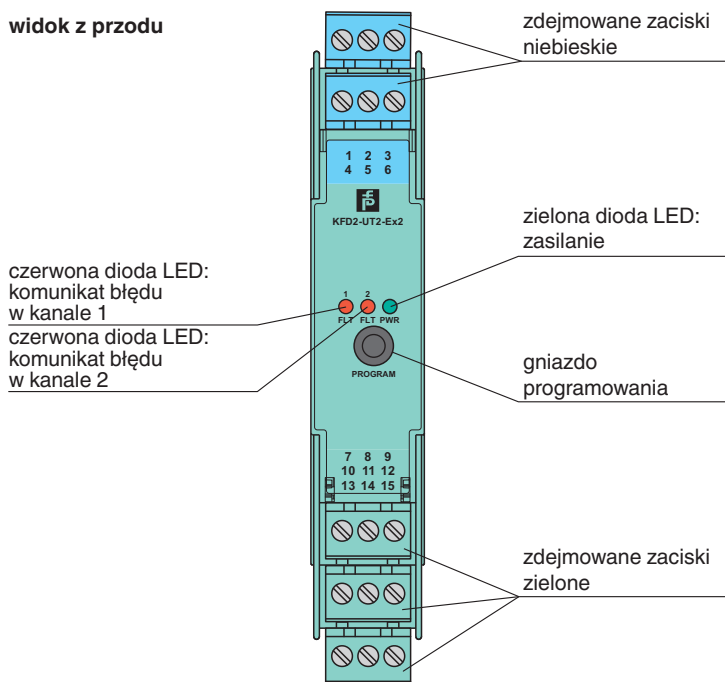 widok z przodu
zdejmowane zaciski
niebieskie
1 2 3
4 5 6
KFD2-UT2-Ex2
zielona dioda LED:
zasilanie
czerwona dioda LED:
komunikat błędu
w kanale 1
1 2
FLT FLT PWR
czerwona dioda LED:
komunikat błędu
w kanale 2
PROGRAM
gniazdo
programowania
7 8 9
10 11 12
13 14 15
zdejmowane zaciski
zielone